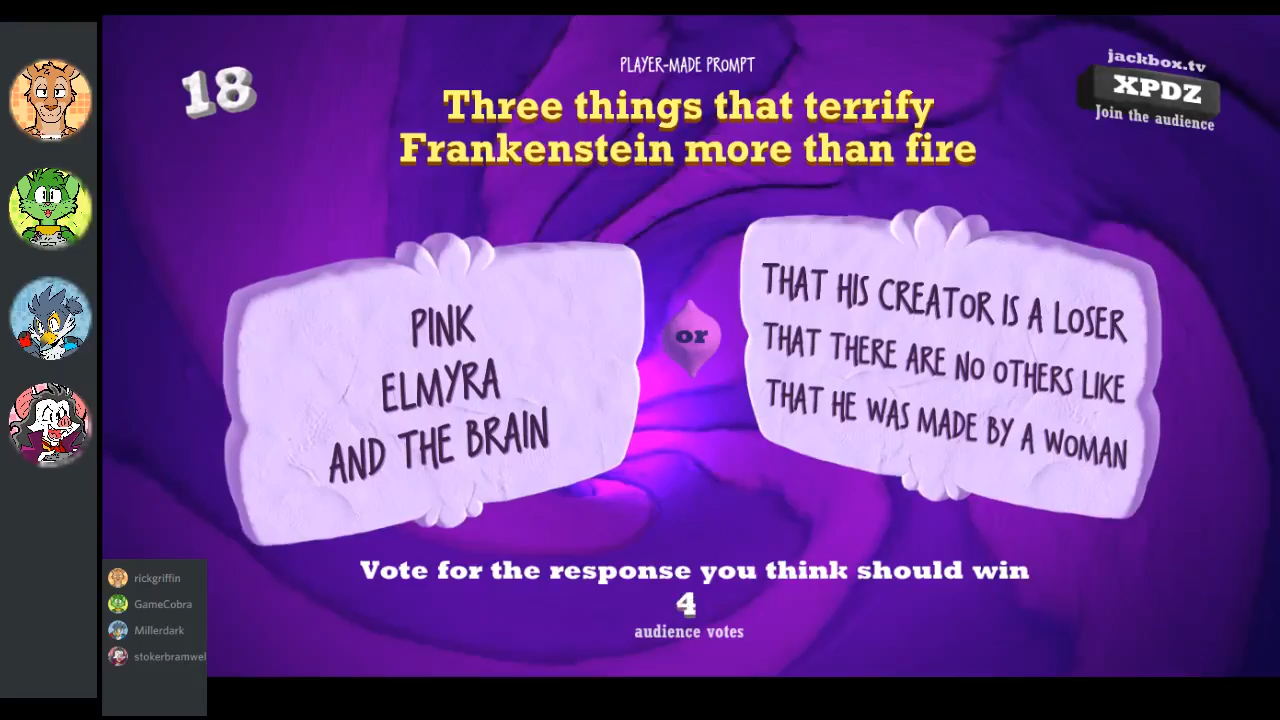 18
PLAYER-MADE PROMPT
Three things that terrify
Frankenstein more than fire
jackbox.tv
XPDZ
Join the audience
PINK
ELMYRA
AND THE BRAIN
or
THAT HIS CREATOR IS A LOSER
THAT THERE ARE NO OTHERS LIKE
THAT HE WAS MADE BY A WOMAN
Vote for the response you think should win
4
audience votes
rickgriffin
GameCobra
Millerdark
stokerbramwel